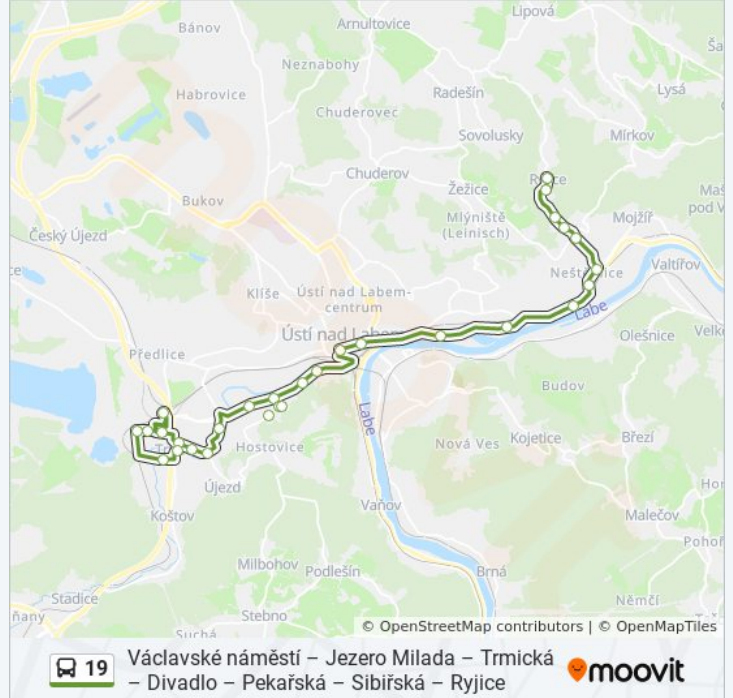 Lipová
Arnultovice
Bánov
Neznabohy
Radešín
Lysá
Habrovice
Chuderovec
Sovolusky
Mírkov
Chuderov
Žežice
Bukov
Mlýniště
(Leinisch)
Mojžíř
pod V
Český Újezd
Valtířov
Klíše
Ústí nad Labem-
centrum
Labe
Ústí nad Labem
Olešnice
Velké
Předlice
Budov
Labe
Hostovice
Nová Ves
Kojetice
Březí
Újezd
Vaňov
Koštov
Malečov
Milbohov
Podlešín
Brná
Stadice
Stebno
Němčí
Suchá
© OpenStreetMap contributors | © OpenMapTiles
19
Václavské náměstí – Jezero Milada – Trmická
– Divadlo – Pekařská – Sibiřská – Ryjice
moovit